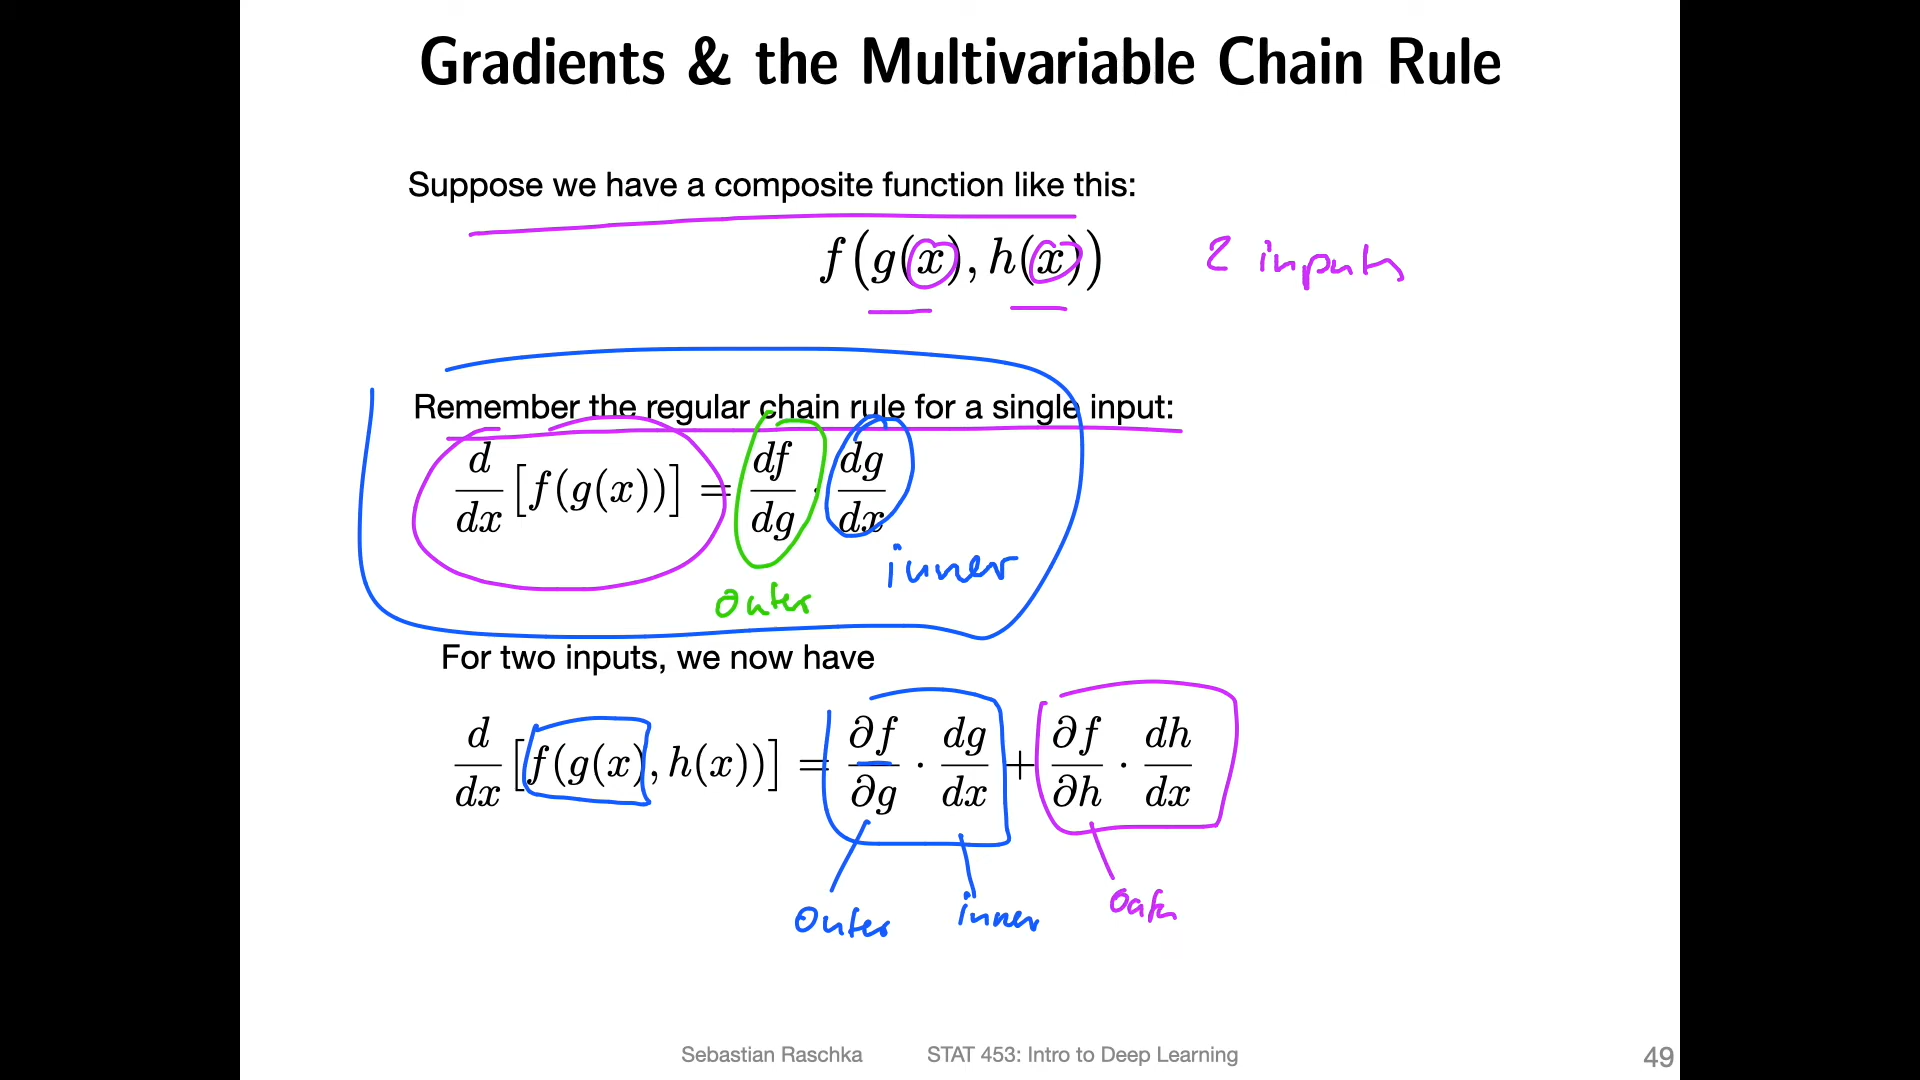 Gradients & the Multivariable Chain Rule
Suppose we have a composite function like this:
f(g(x), h(x)) 2 inputs
Remember the regular chain rule for a single input:
d/dx [f(g(x))] = df/dg · dg/dx
inner
outer
For two inputs, we now have
d/dx [f(g(x), h(x))] = ∂f/∂g · dg/dx + ∂f/∂h · dh/dx
outer inner outer
Sebastian Raschka STAT 453: Intro to Deep Learning 49